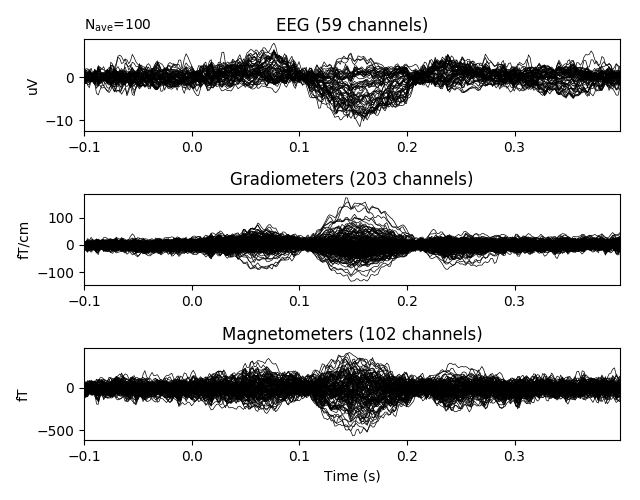 N_ave=100
EEG (59 channels)
uV
0
−10
−0.1 0.0 0.1 0.2 0.3
Gradiometers (203 channels)
fT/cm
100
0
−100
−0.1 0.0 0.1 0.2 0.3
Magnetometers (102 channels)
fT
0
−500
−0.1 0.0 0.1 0.2 0.3
Time (s)